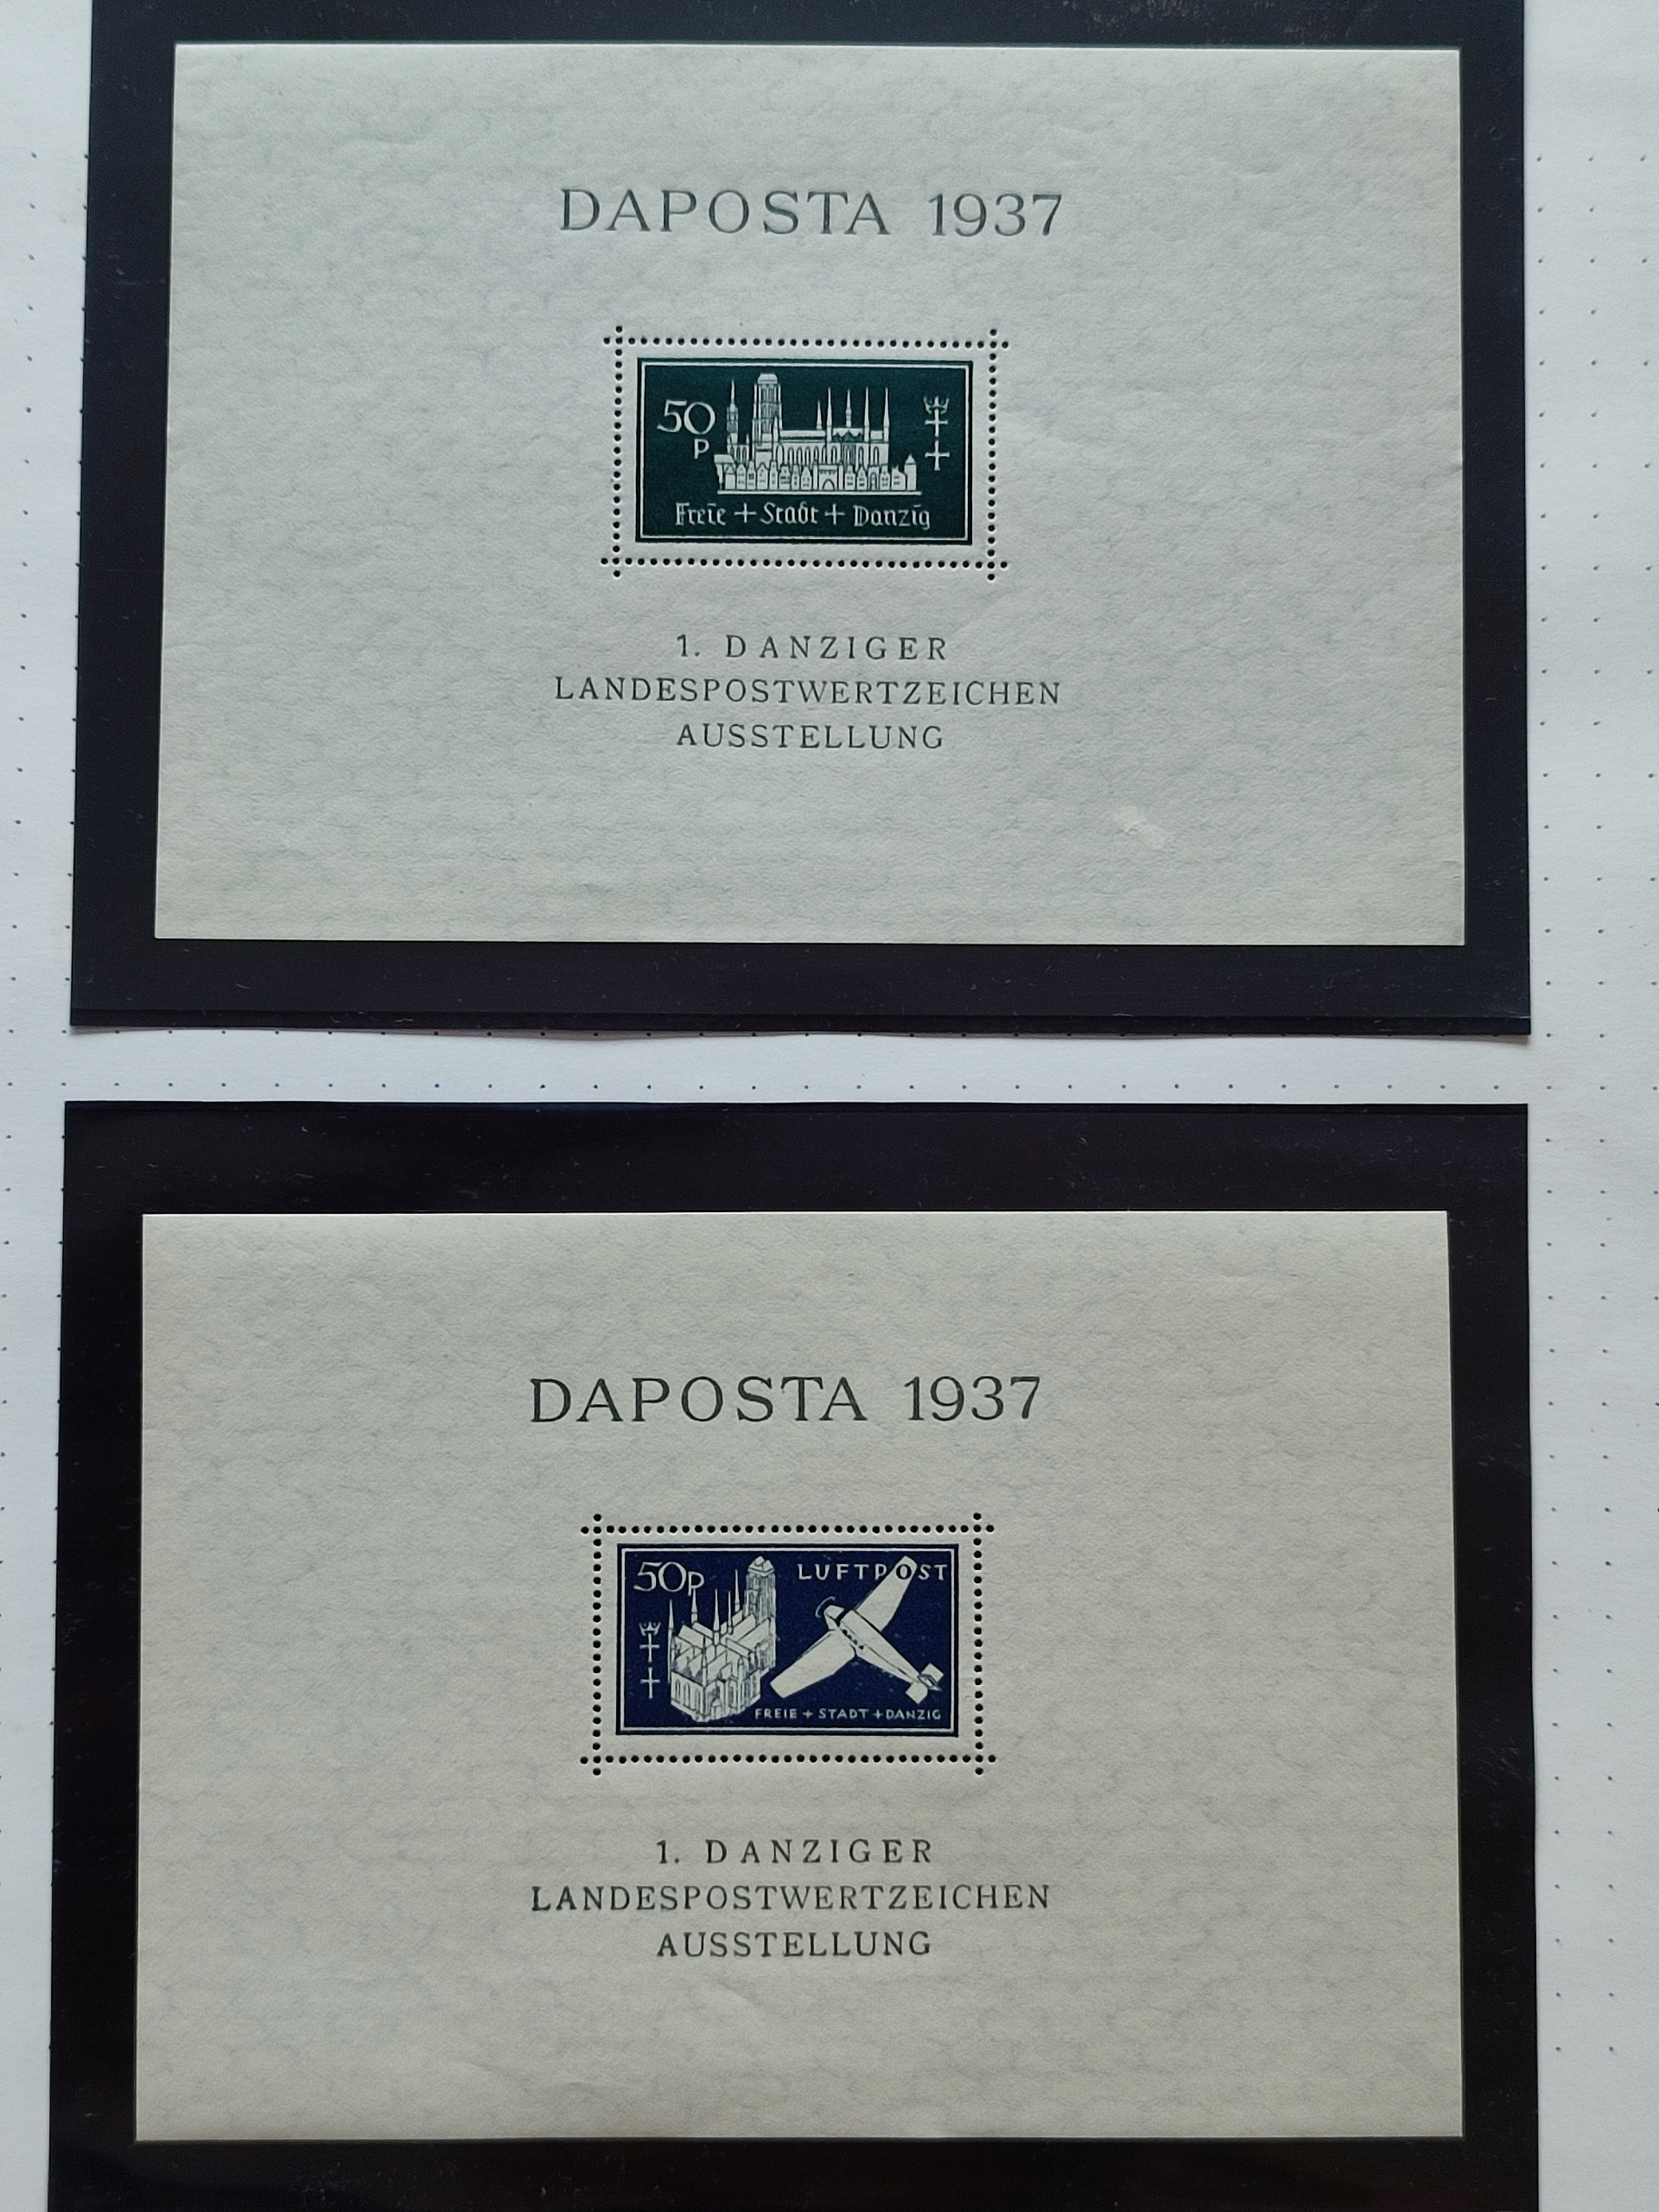 DAPOSTA 1937
50
p
Freie + Stadt + Danzig
1. DANZIGER
LANDESPOSTWERTZEICHEN
AUSSTELLUNG
DAPOSTA 1937
50p LUFTPOST
FREIE + STADT + DANZIG
1. DANZIGER
LANDESPOSTWERTZEICHEN
AUSSTELLUNG